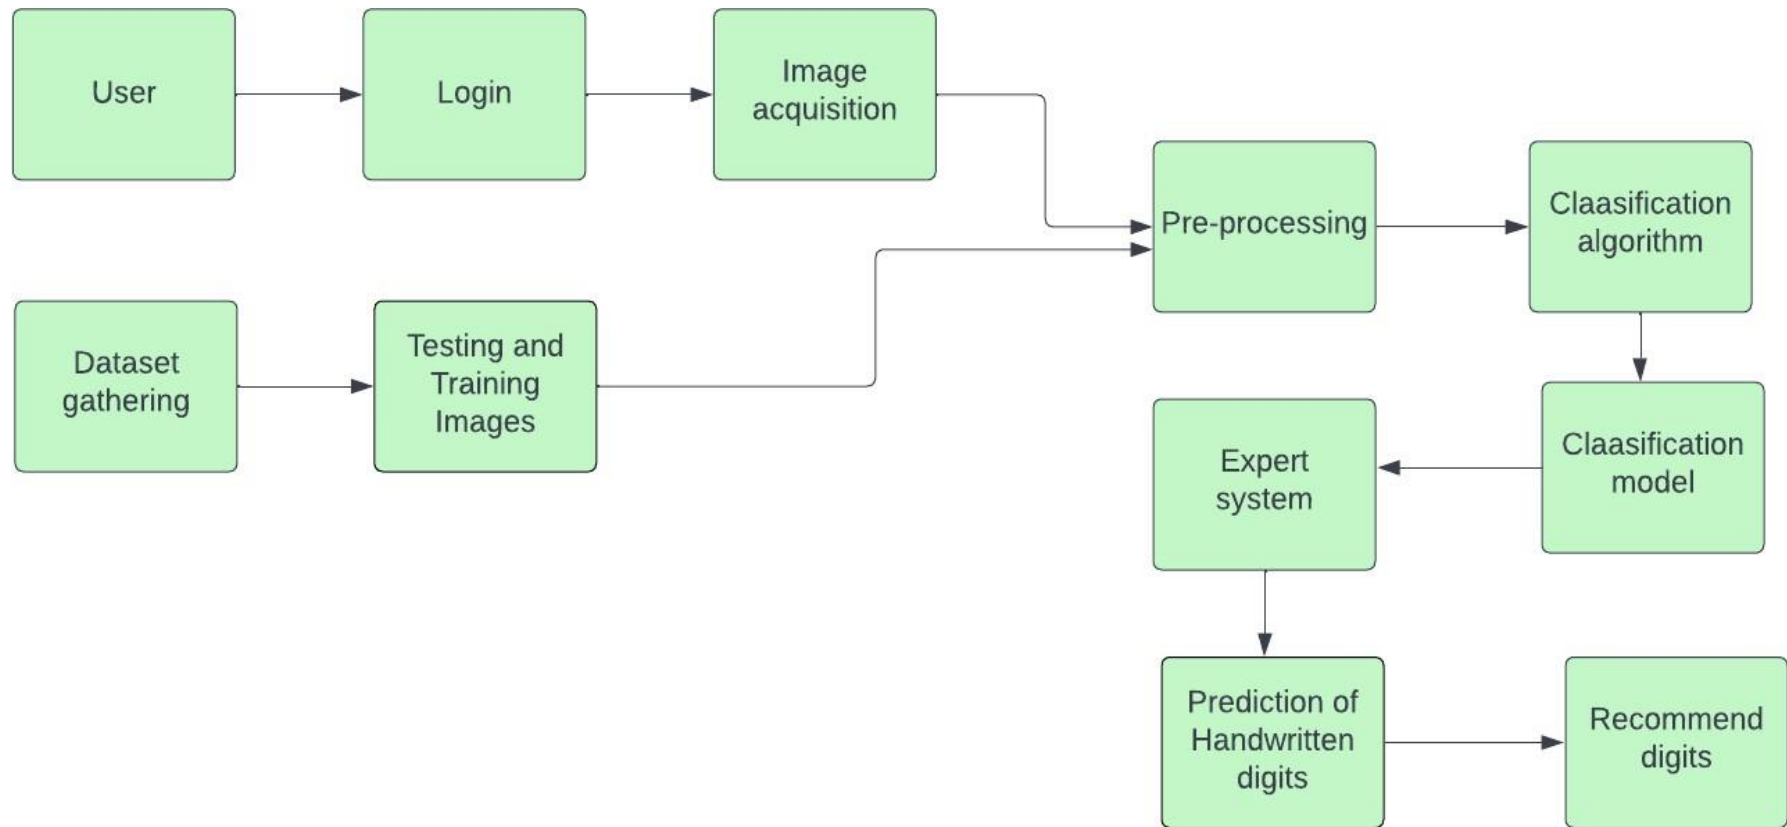 User
Login
Image
acquisition
Pre-processing
Claasification
algorithm
Dataset
gathering
Testing and
Training
Images
Claasification
model
Expert
system
Prediction of
Handwritten
digits
Recommend
digits